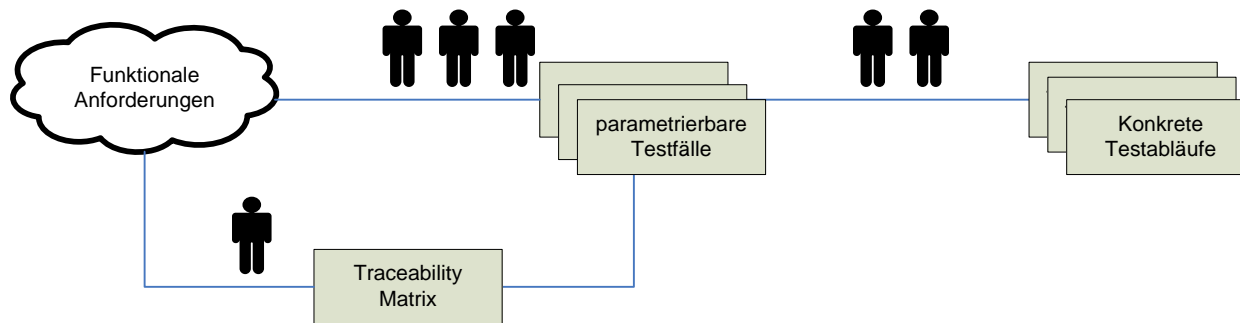 Funktionale
Anforderungen
parametrierbare
Testfälle
Konkrete
Testabläufe
Traceability
Matrix